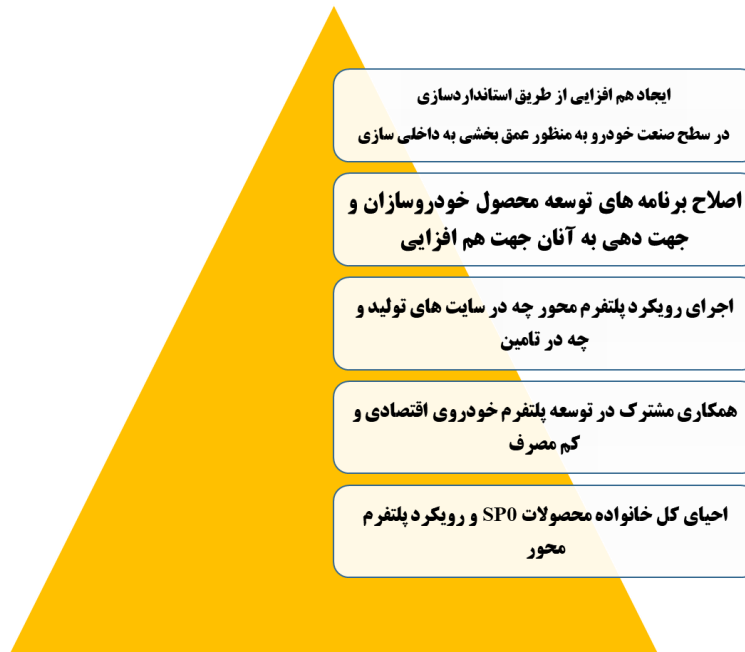 ایجاد هم افزایی از طریق استانداردسازی
در سطح صنعت خودرو به منظور عمق بخشی به داخلی سازی
اصلاح برنامه های توسعه محصول خودروسازان و
جهت دهی به آنان جهت هم افزایی
اجرای رویکرد پلتفرم محور چه در سایت های تولید و
چه در تامین
همکاری مشترک در توسعه پلتفرم خودروی اقتصادی و
کم مصرف
احیای کل خانواده محصولات SP0 و رویکرد پلتفرم
محور